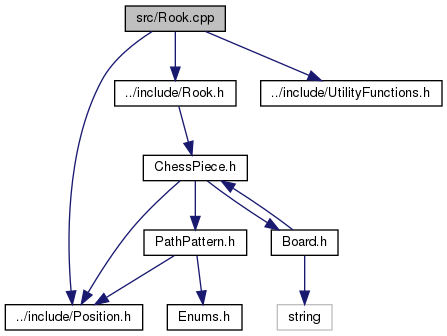 src/Rook.cpp
../include/Rook.h
../include/UtilityFunctions.h
ChessPiece.h
PathPattern.h
Board.h
../include/Position.h
Enums.h
string